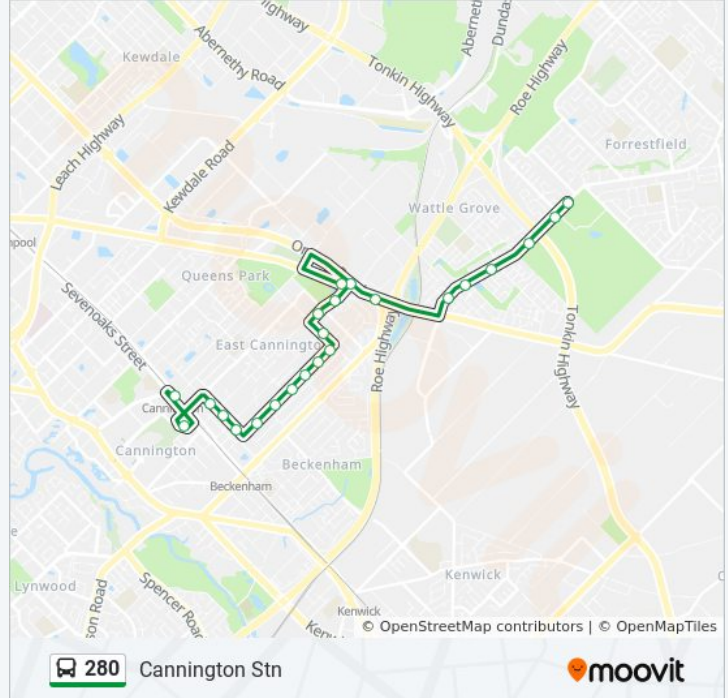 Highway
Abernethy Road
Kewdale
Tonkin Highway
Roe Highway
Leach Highway
Kewdale Road
Forrestfield
Wattle Grove
Queens Park
Sevenoaks Street
East Cannington
Roe Highway
Tonkin Highway
Cannington
Beckenham
Beckenham
Lynwood
Spencer Road
Kenwick
Kenwick
© OpenStreetMap contributors | © OpenMapTiles
280 Cannington Stn
moovit